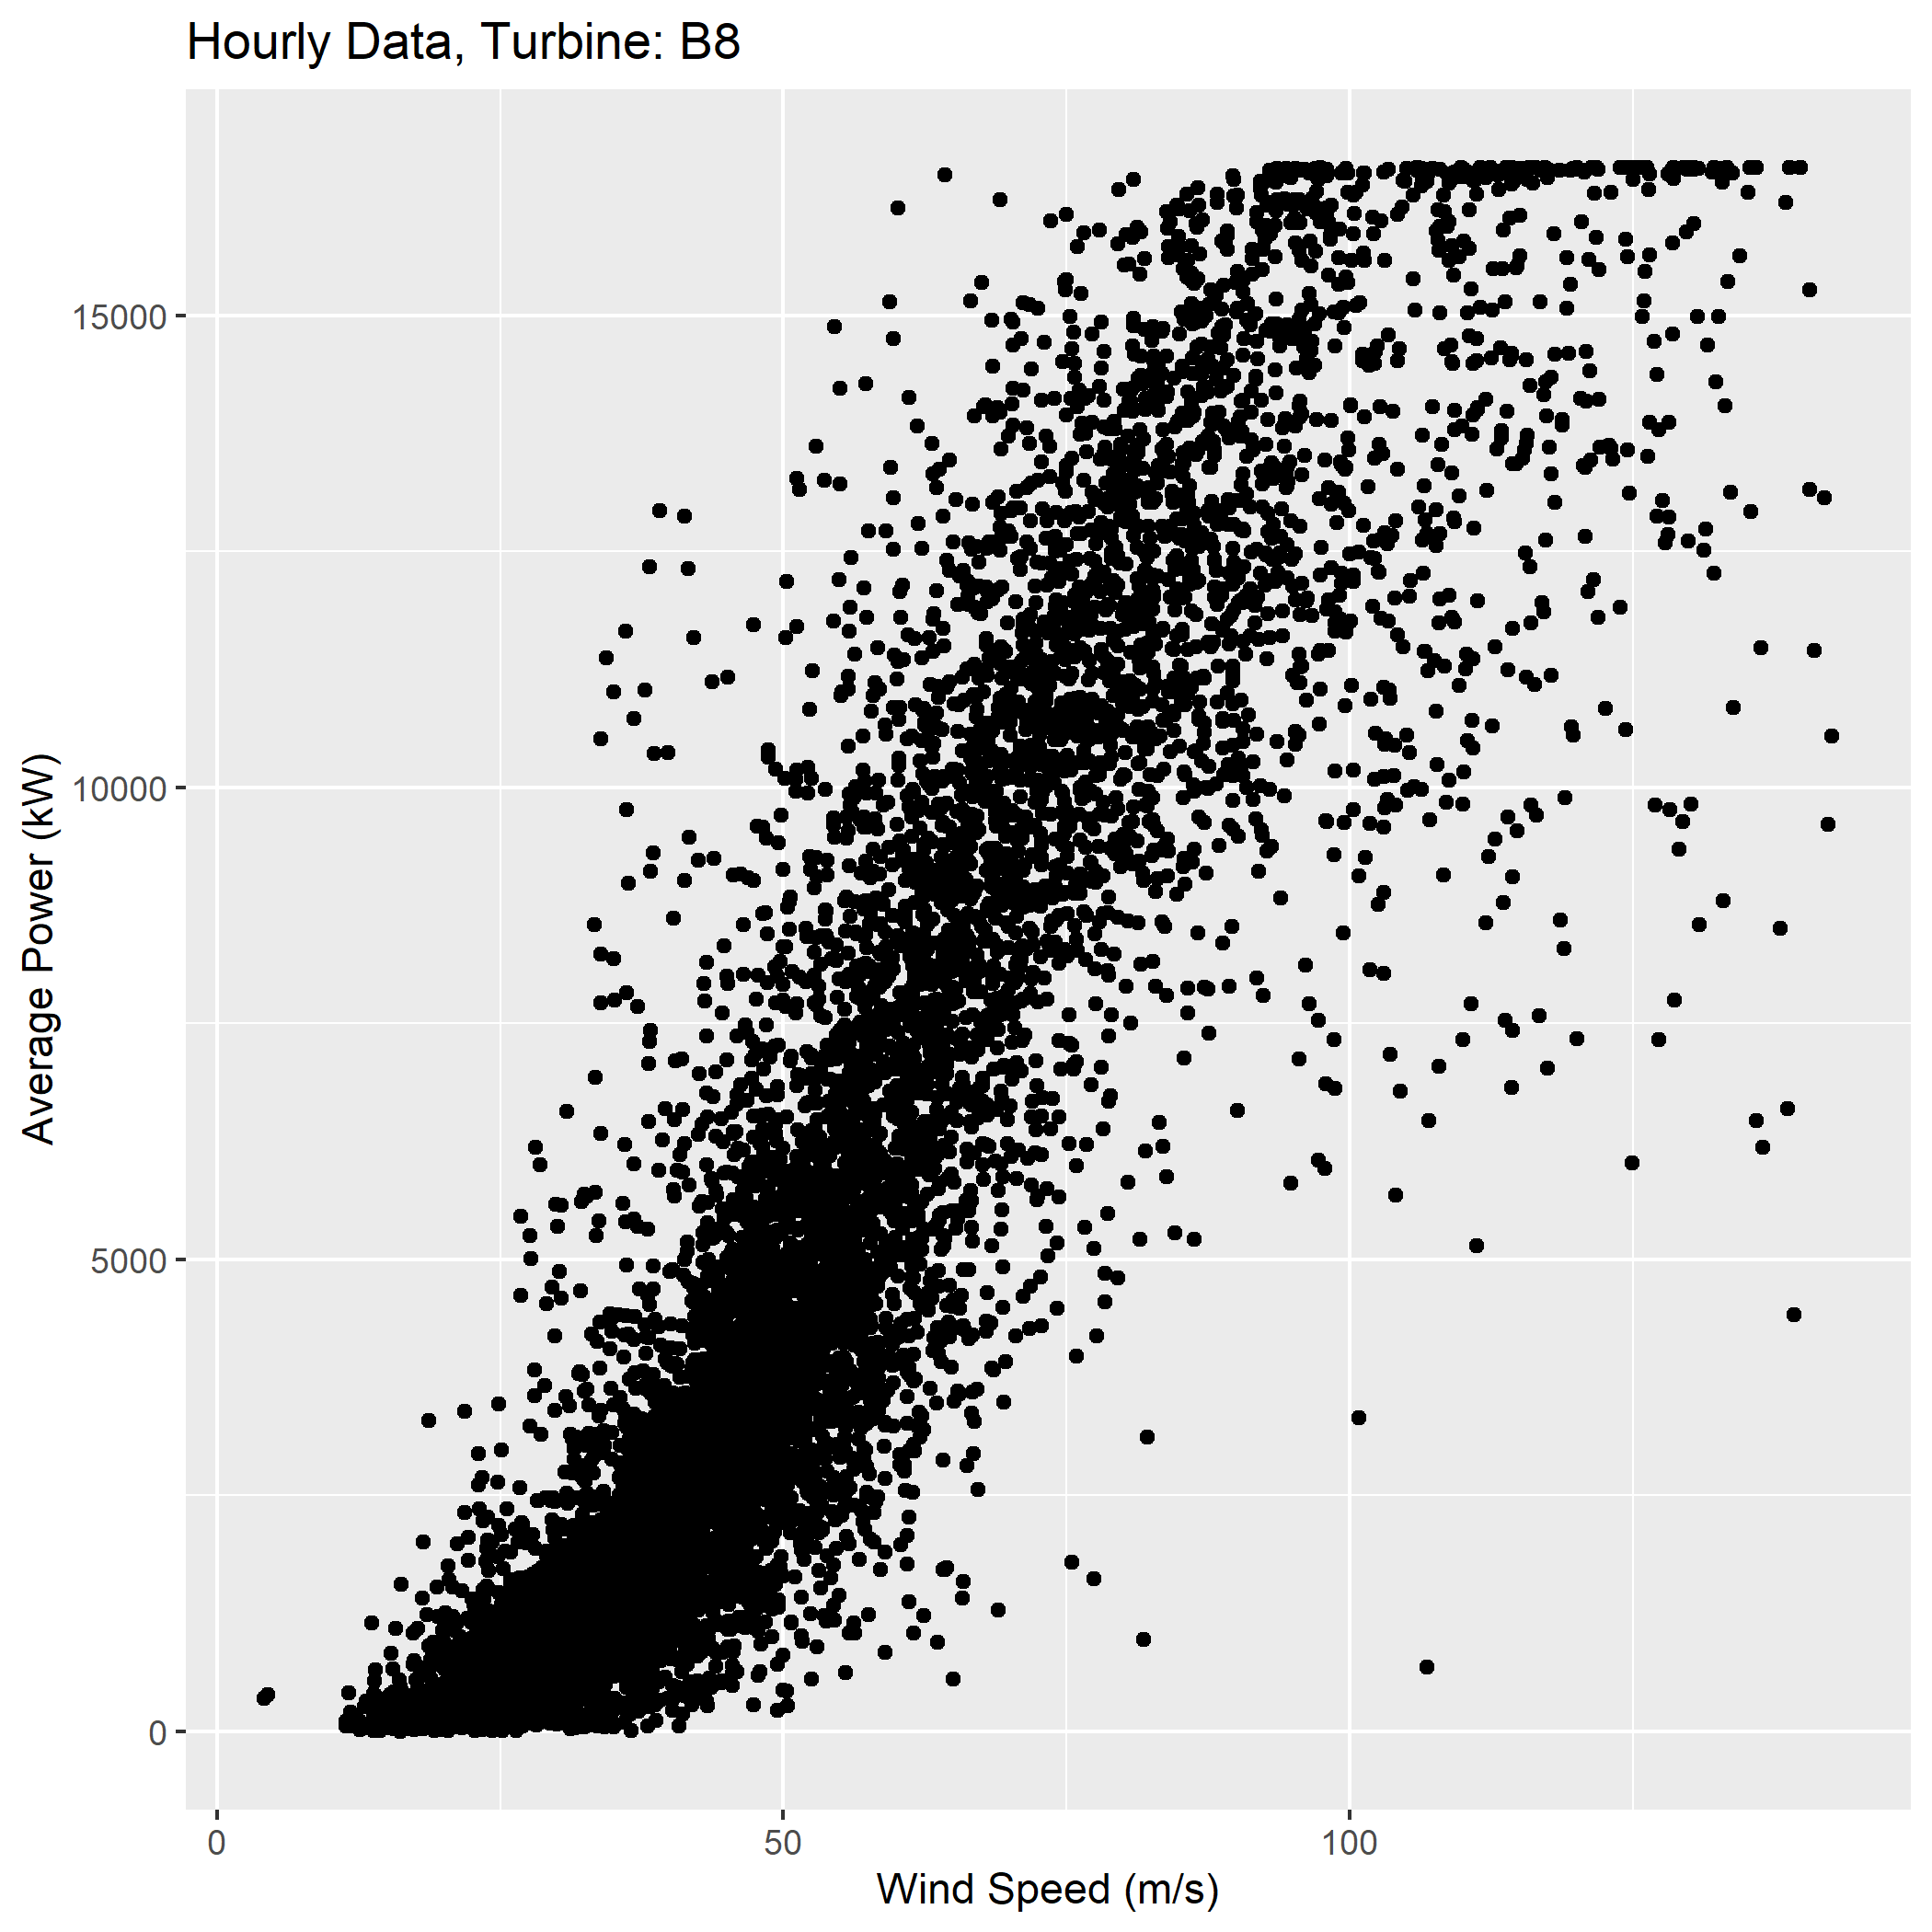 Hourly Data, Turbine: B8
Average Power (kW)
15000
10000
5000
0
0 50 100
Wind Speed (m/s)